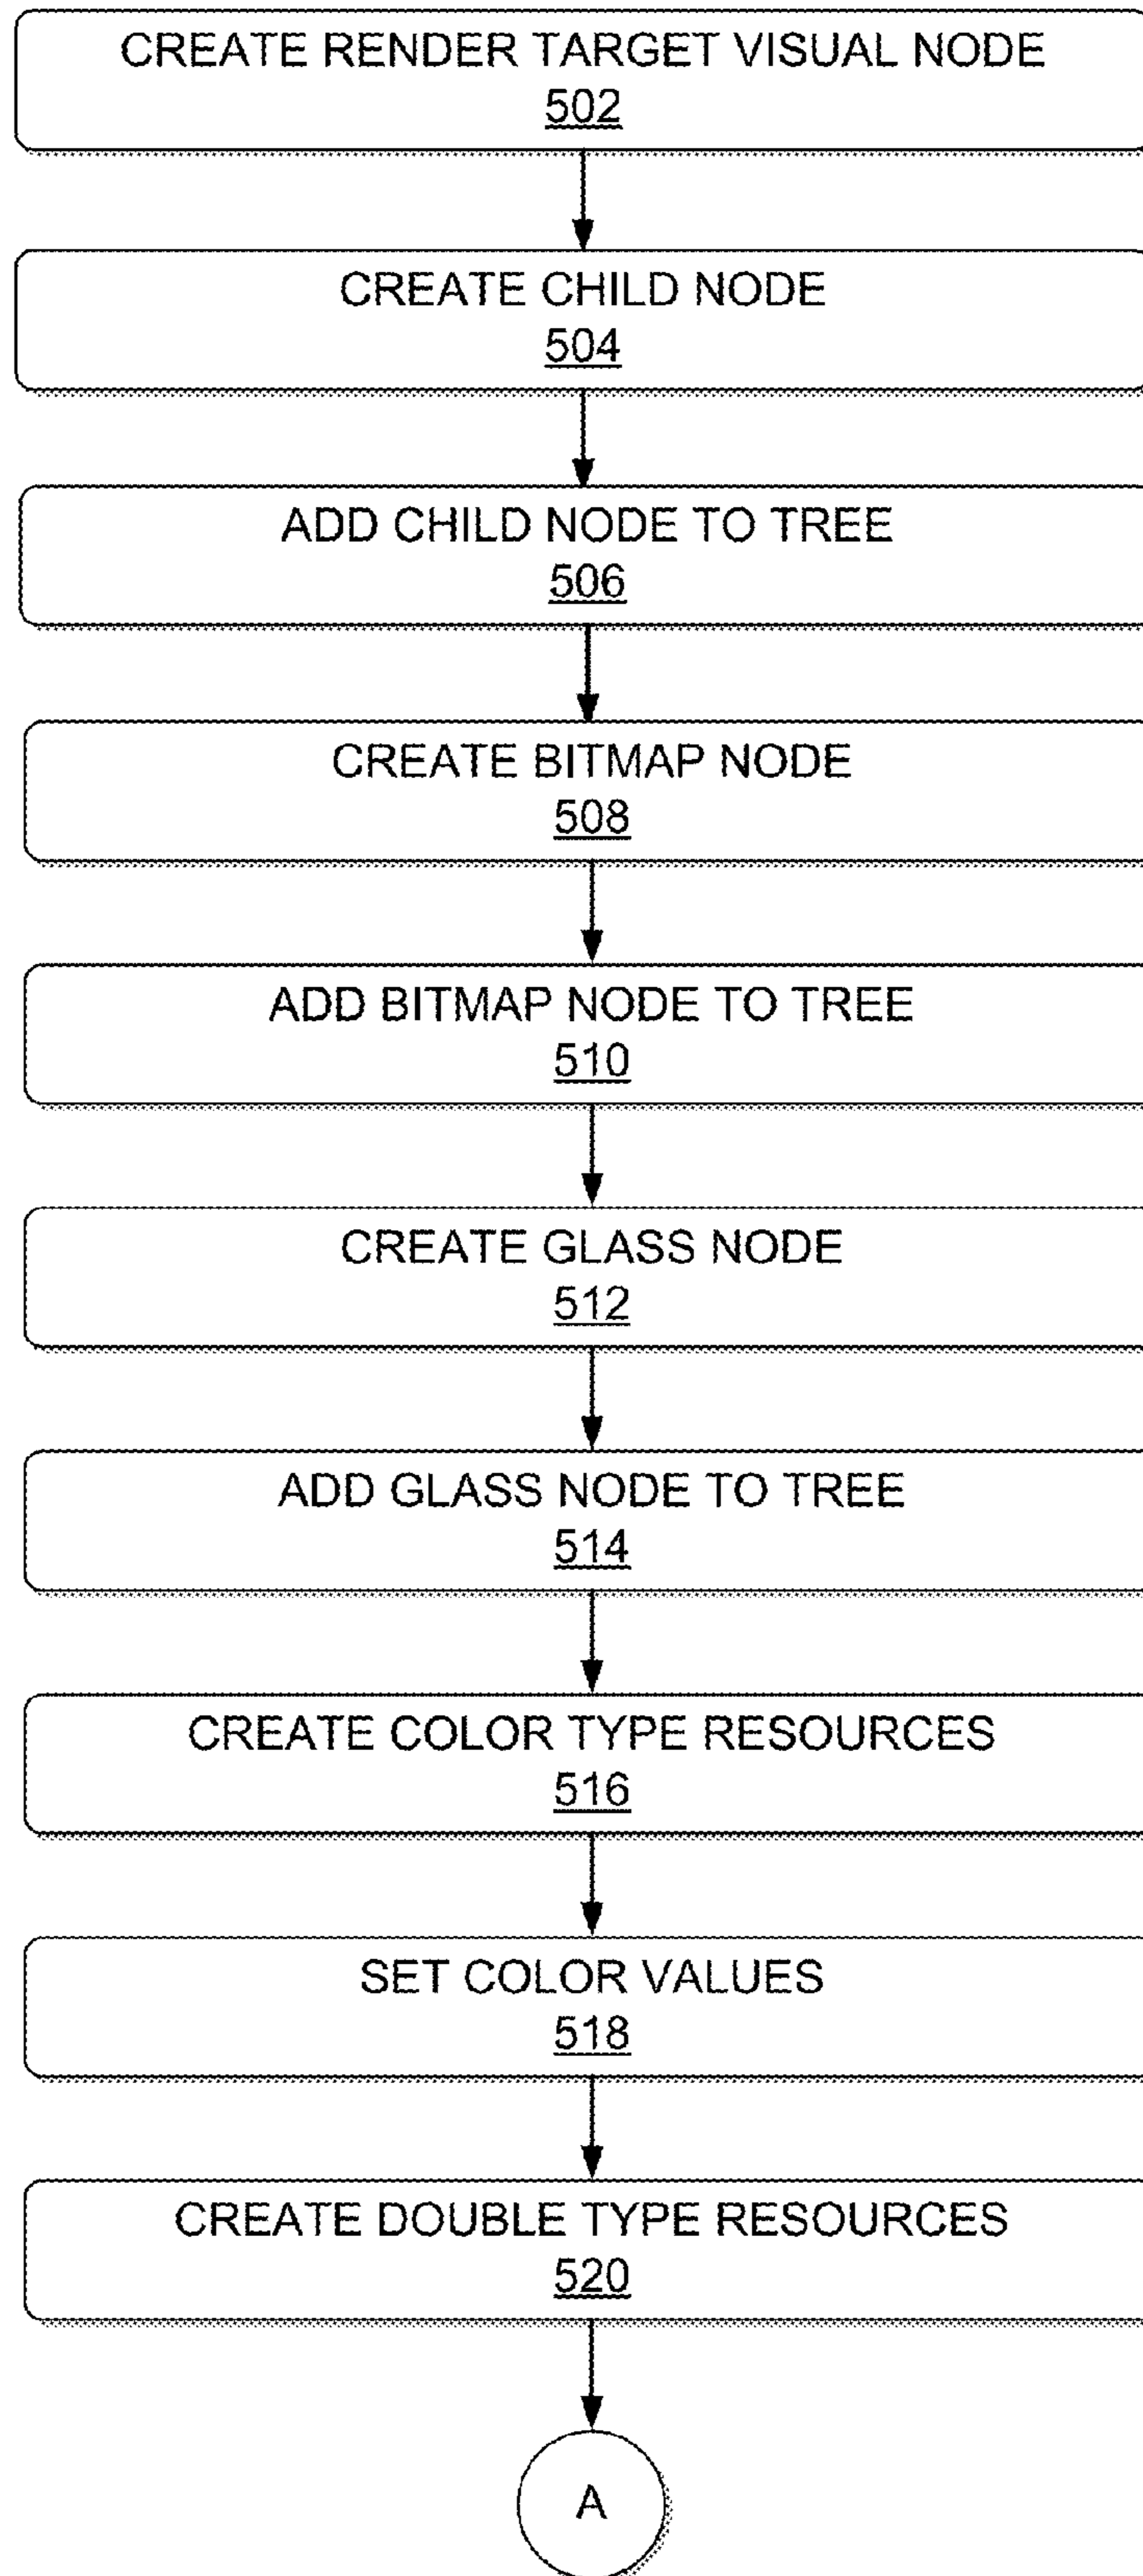 CREATE RENDER TARGET VISUAL NODE
502
CREATE CHILD NODE
504
ADD CHILD NODE TO TREE
506
CREATE BITMAP NODE
508
ADD BITMAP NODE TO TREE
510
CREATE GLASS NODE
512
ADD GLASS NODE TO TREE
514
CREATE COLOR TYPE RESOURCES
516
SET COLOR VALUES
518
CREATE DOUBLE TYPE RESOURCES
520
A